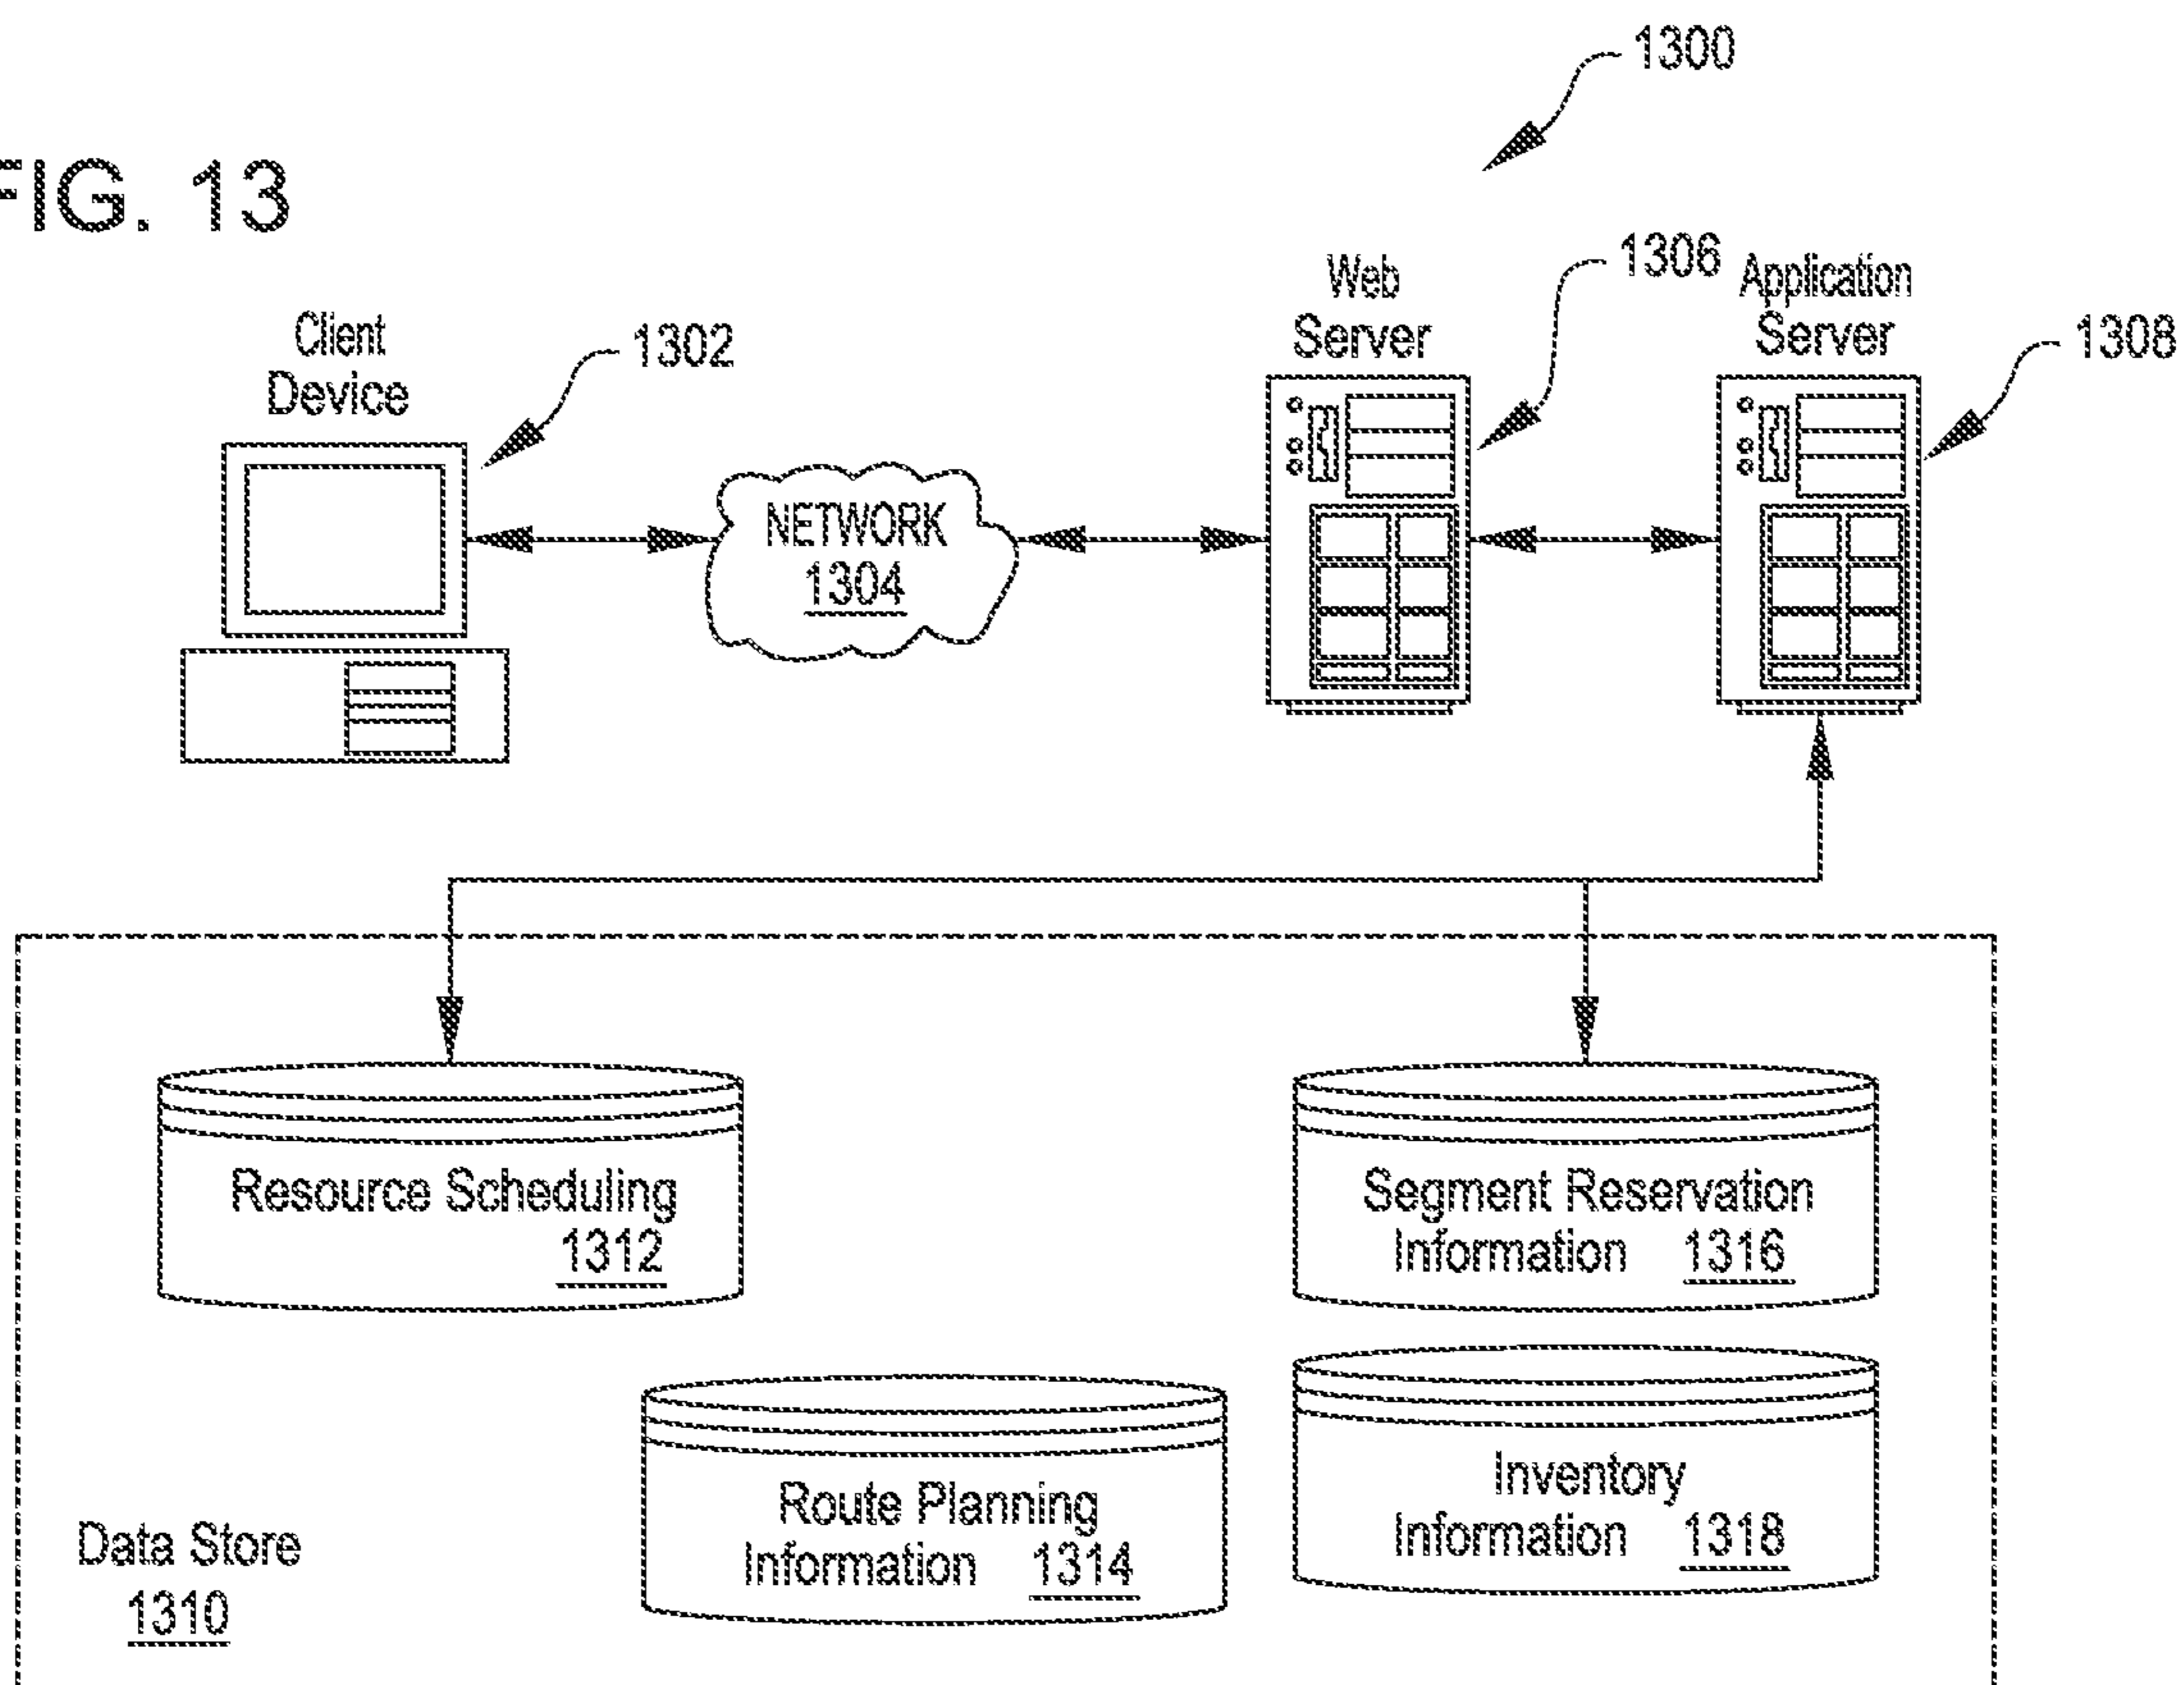 FIG. 13
1300
Client
Device
1302
NETWORK
1304
Web
Server
1306
Application
Server
1308
Resource Scheduling
1312
Segment Reservation
Information 1316
Route Planning
Information 1314
Inventory
Information 1318
Data Store
1310